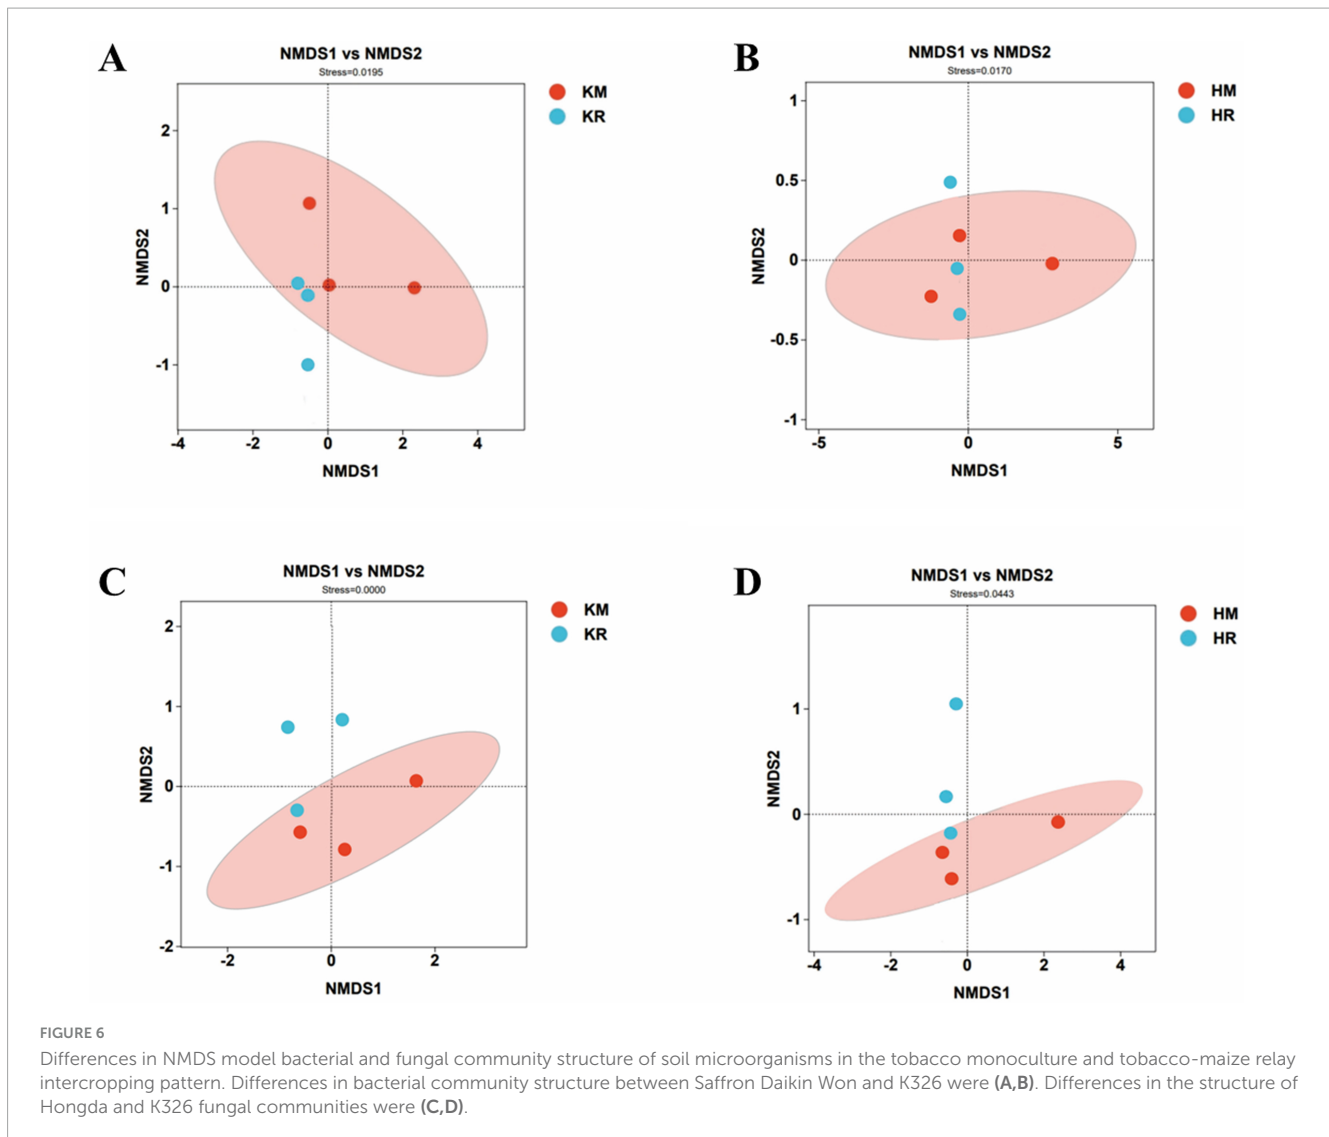 A
NMDS1 vs NMDS2
Stress=0.0195
KM
KR
2
1
0
-1
NMDS2
-4
-2
0
2
4
NMDS1
B
NMDS1 vs NMDS2
Stress=0.0170
HM
HR
1
0.5
0
-0.5
-1
NMDS2
-5
0
5
NMDS1
C
NMDS1 vs NMDS2
Stress=0.0000
KM
KR
2
1
0
-1
-2
NMDS2
-2
0
2
NMDS1
D
NMDS1 vs NMDS2
Stress=0.0443
HM
HR
1
0
-1
NMDS2
-4
-2
0
2
4
NMDS1
FIGURE 6
Differences in NMDS model bacterial and fungal community structure of soil microorganisms in the tobacco monoculture and tobacco-maize relay
intercropping pattern. Differences in bacterial community structure between Saffron Daikin Won and K326 were (A,B). Differences in the structure of
Hongda and K326 fungal communities were (C,D).